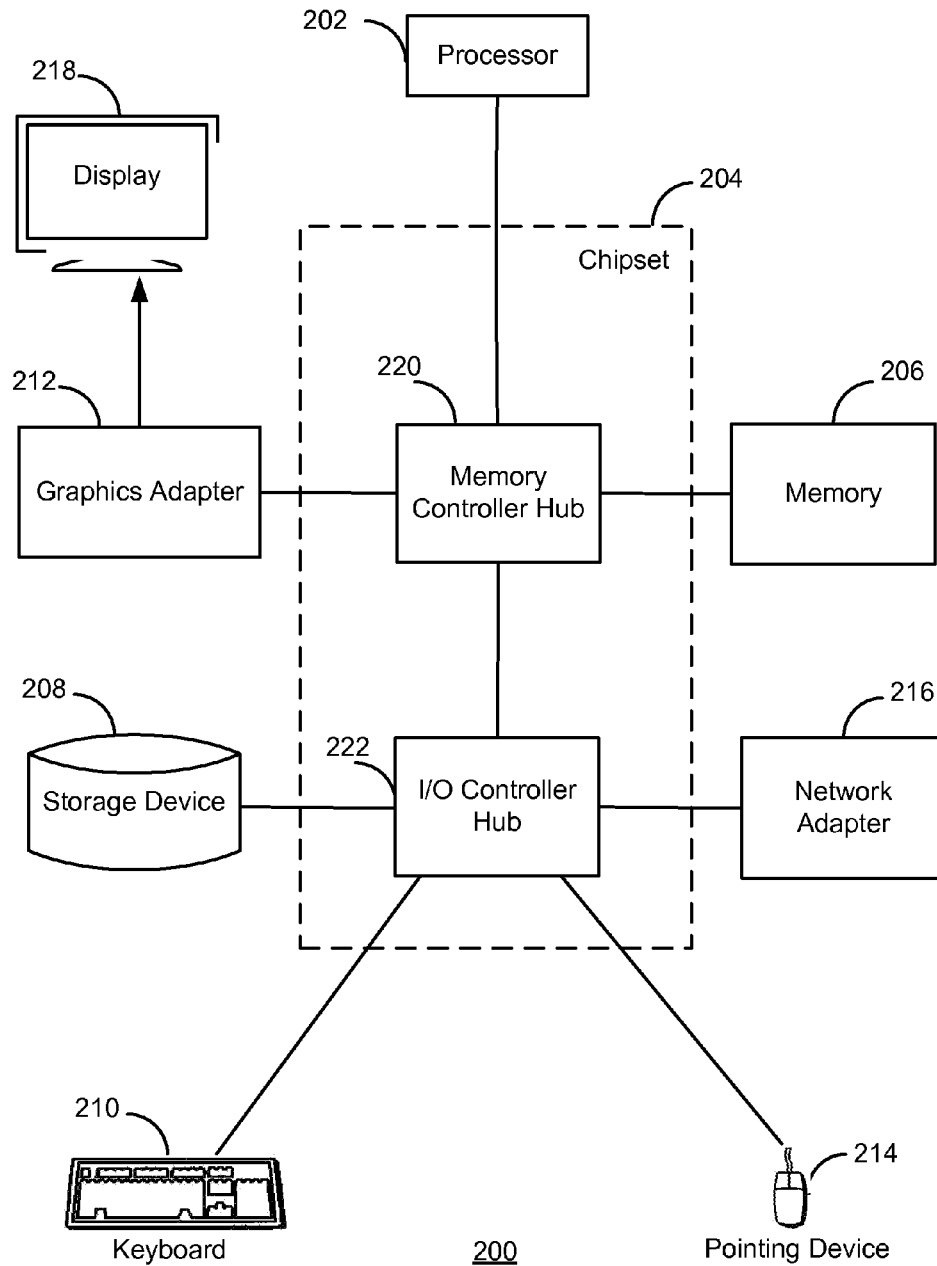 202
Processor
218
Display
204
Chipset
212
Graphics Adapter
220
Memory
Controller Hub
206
Memory
208
Storage Device
222
I/O Controller
Hub
216
Network
Adapter
210
Keyboard
200
214
Pointing Device